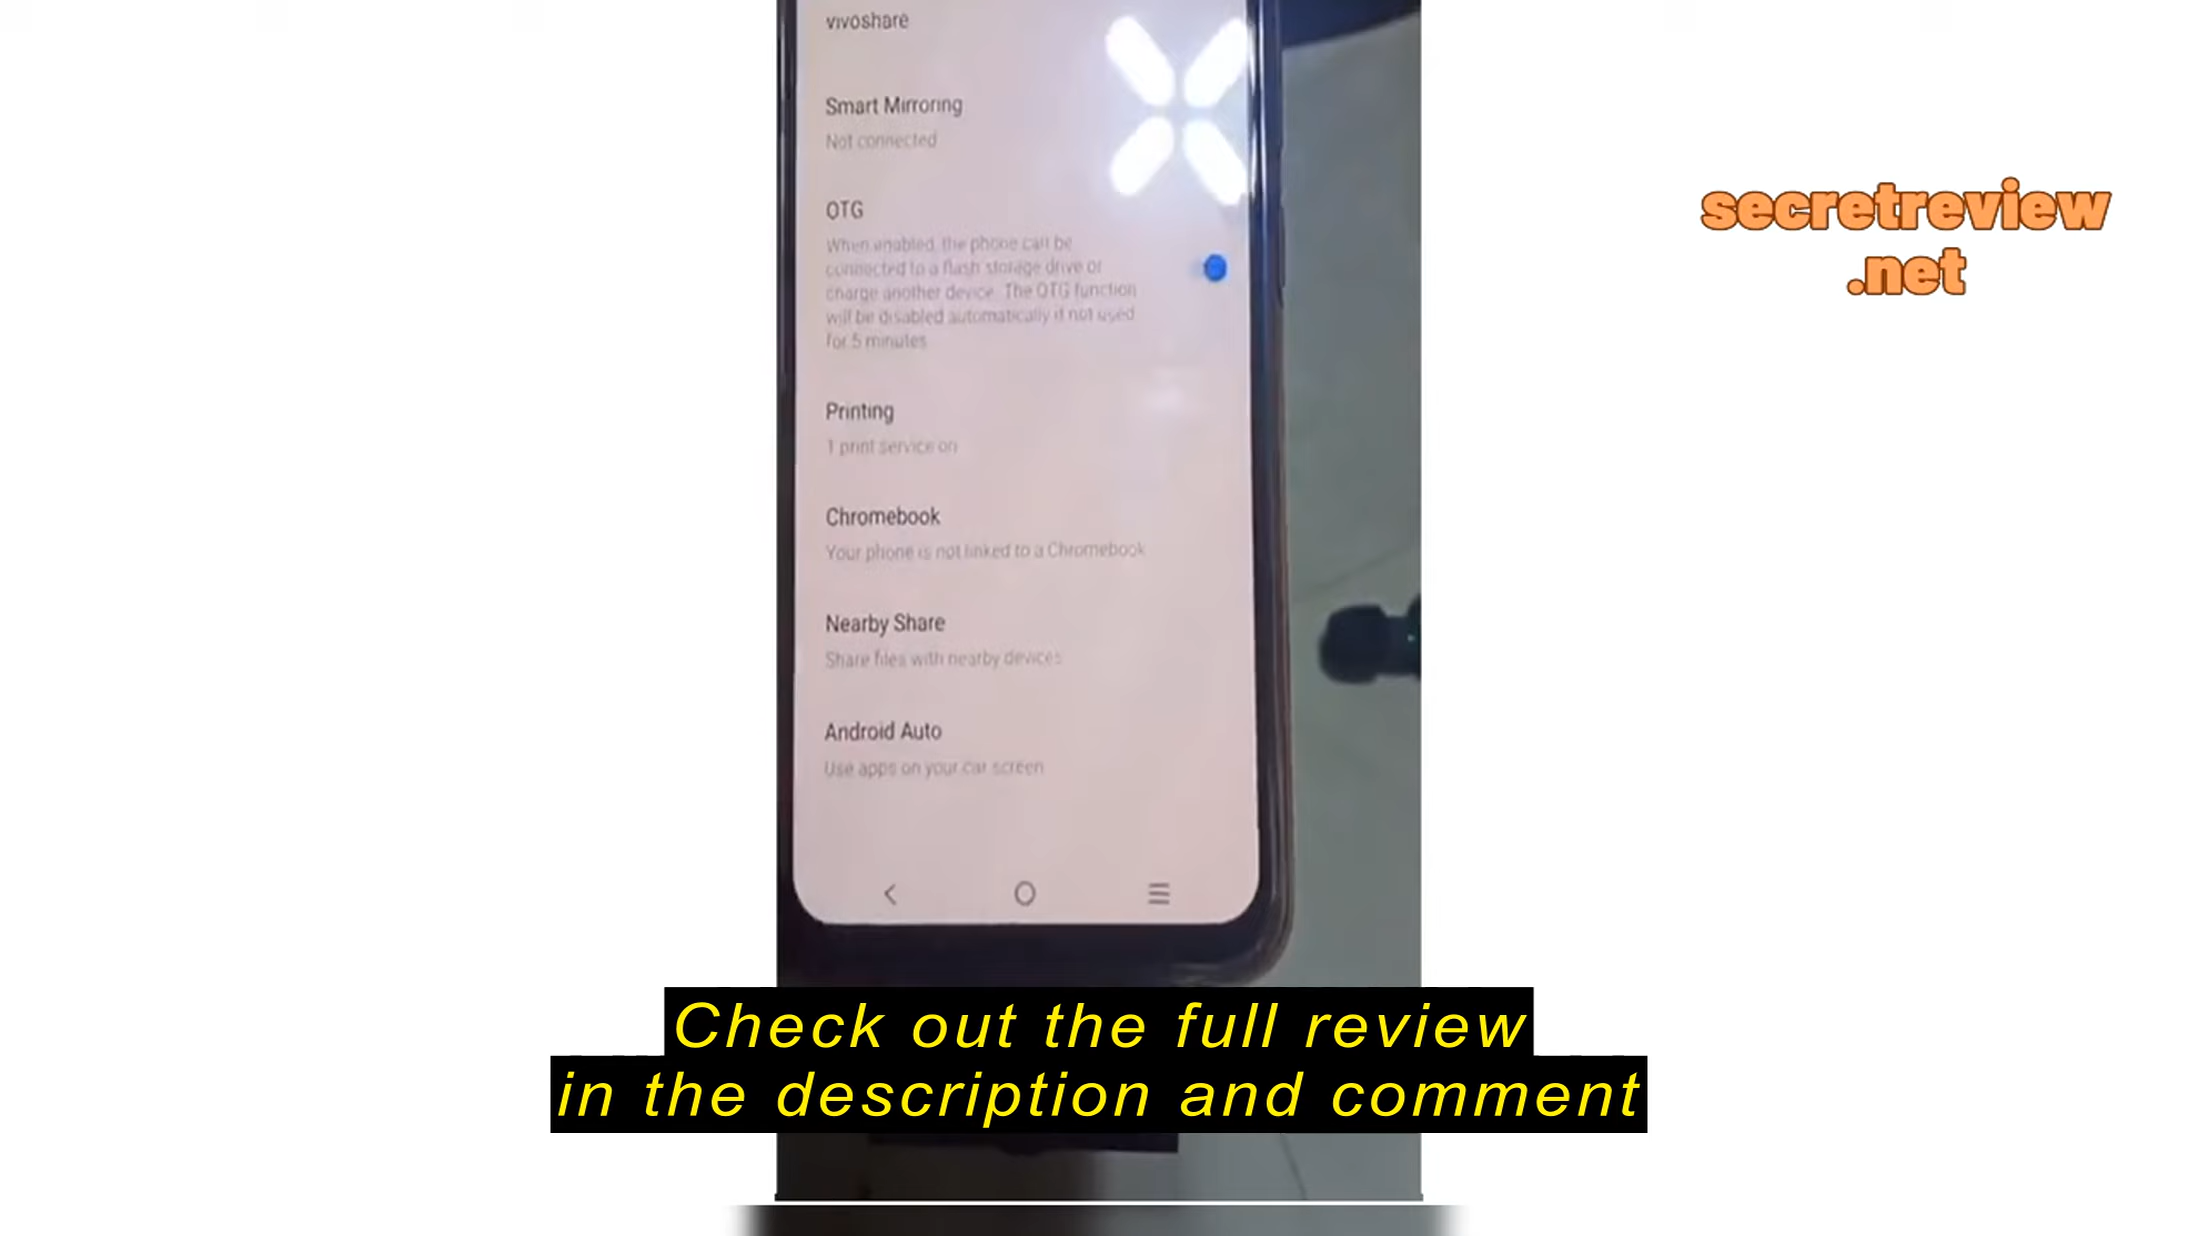 vivoshare
Smart Mirroring
Not connected
OTG
When enabled, the phone can be
connected to a flash storage drive or
charge another device. The OTG function
will be disabled automatically if not used
for 5 minutes
Printing
1 print service on
Chromebook
Your phone is not linked to a Chromebook
Nearby Share
Share files with nearby devices
Android Auto
Use apps on your car screen
secretreview
.net
Check out the full review
in the description and comment